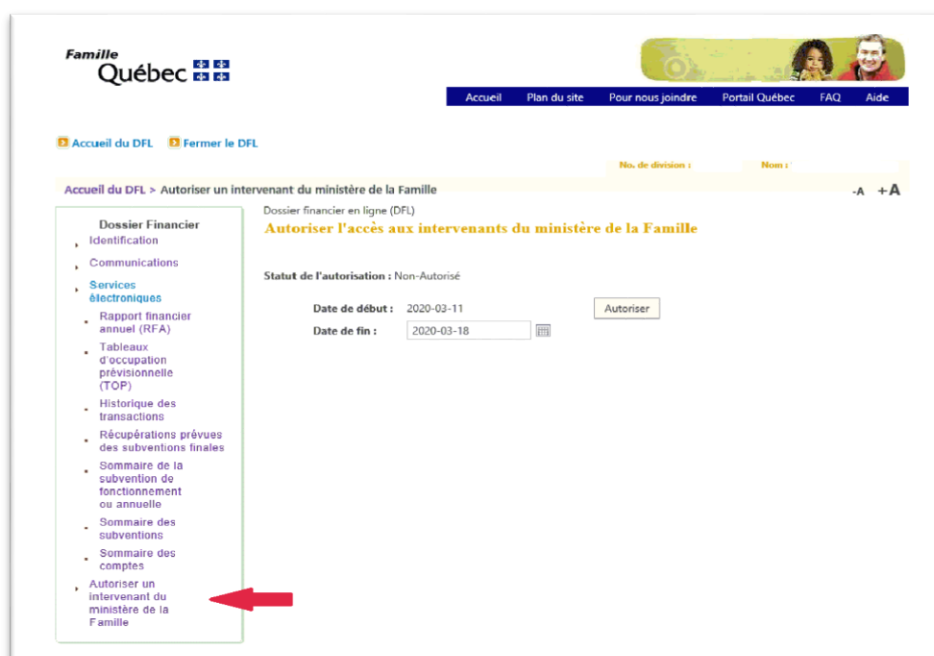 Famille
Québec
Accueil Plan du site Pour nous joindre Portail Québec FAQ Aide
Accueil du DFL Fermer le DFL
No. de division : Nom :
Accueil du DFL > Autoriser un intervenant du ministère de la Famille
-A +A
Dossier financier en ligne (DFL)
Autoriser l'accès aux intervenants du ministère de la Famille
Statut de l'autorisation : Non-Autorisé
Date de début : 2020-03-11
Autoriser
Date de fin : 2020-03-18
Dossier Financier
Identification
Communications
Services
électroniques
Rapport financier
annuel (RFA)
Tableaux
d'occupation
prévisionnelle
(TOP)
Historique des
transactions
Récupérations prévues
des subventions finales
Sommaire de la
subvention de
fonctionnement
ou annuelle
Sommaire des
subventions
Sommaire des
comptes
Autoriser un
intervenant du
ministère de la
Famille